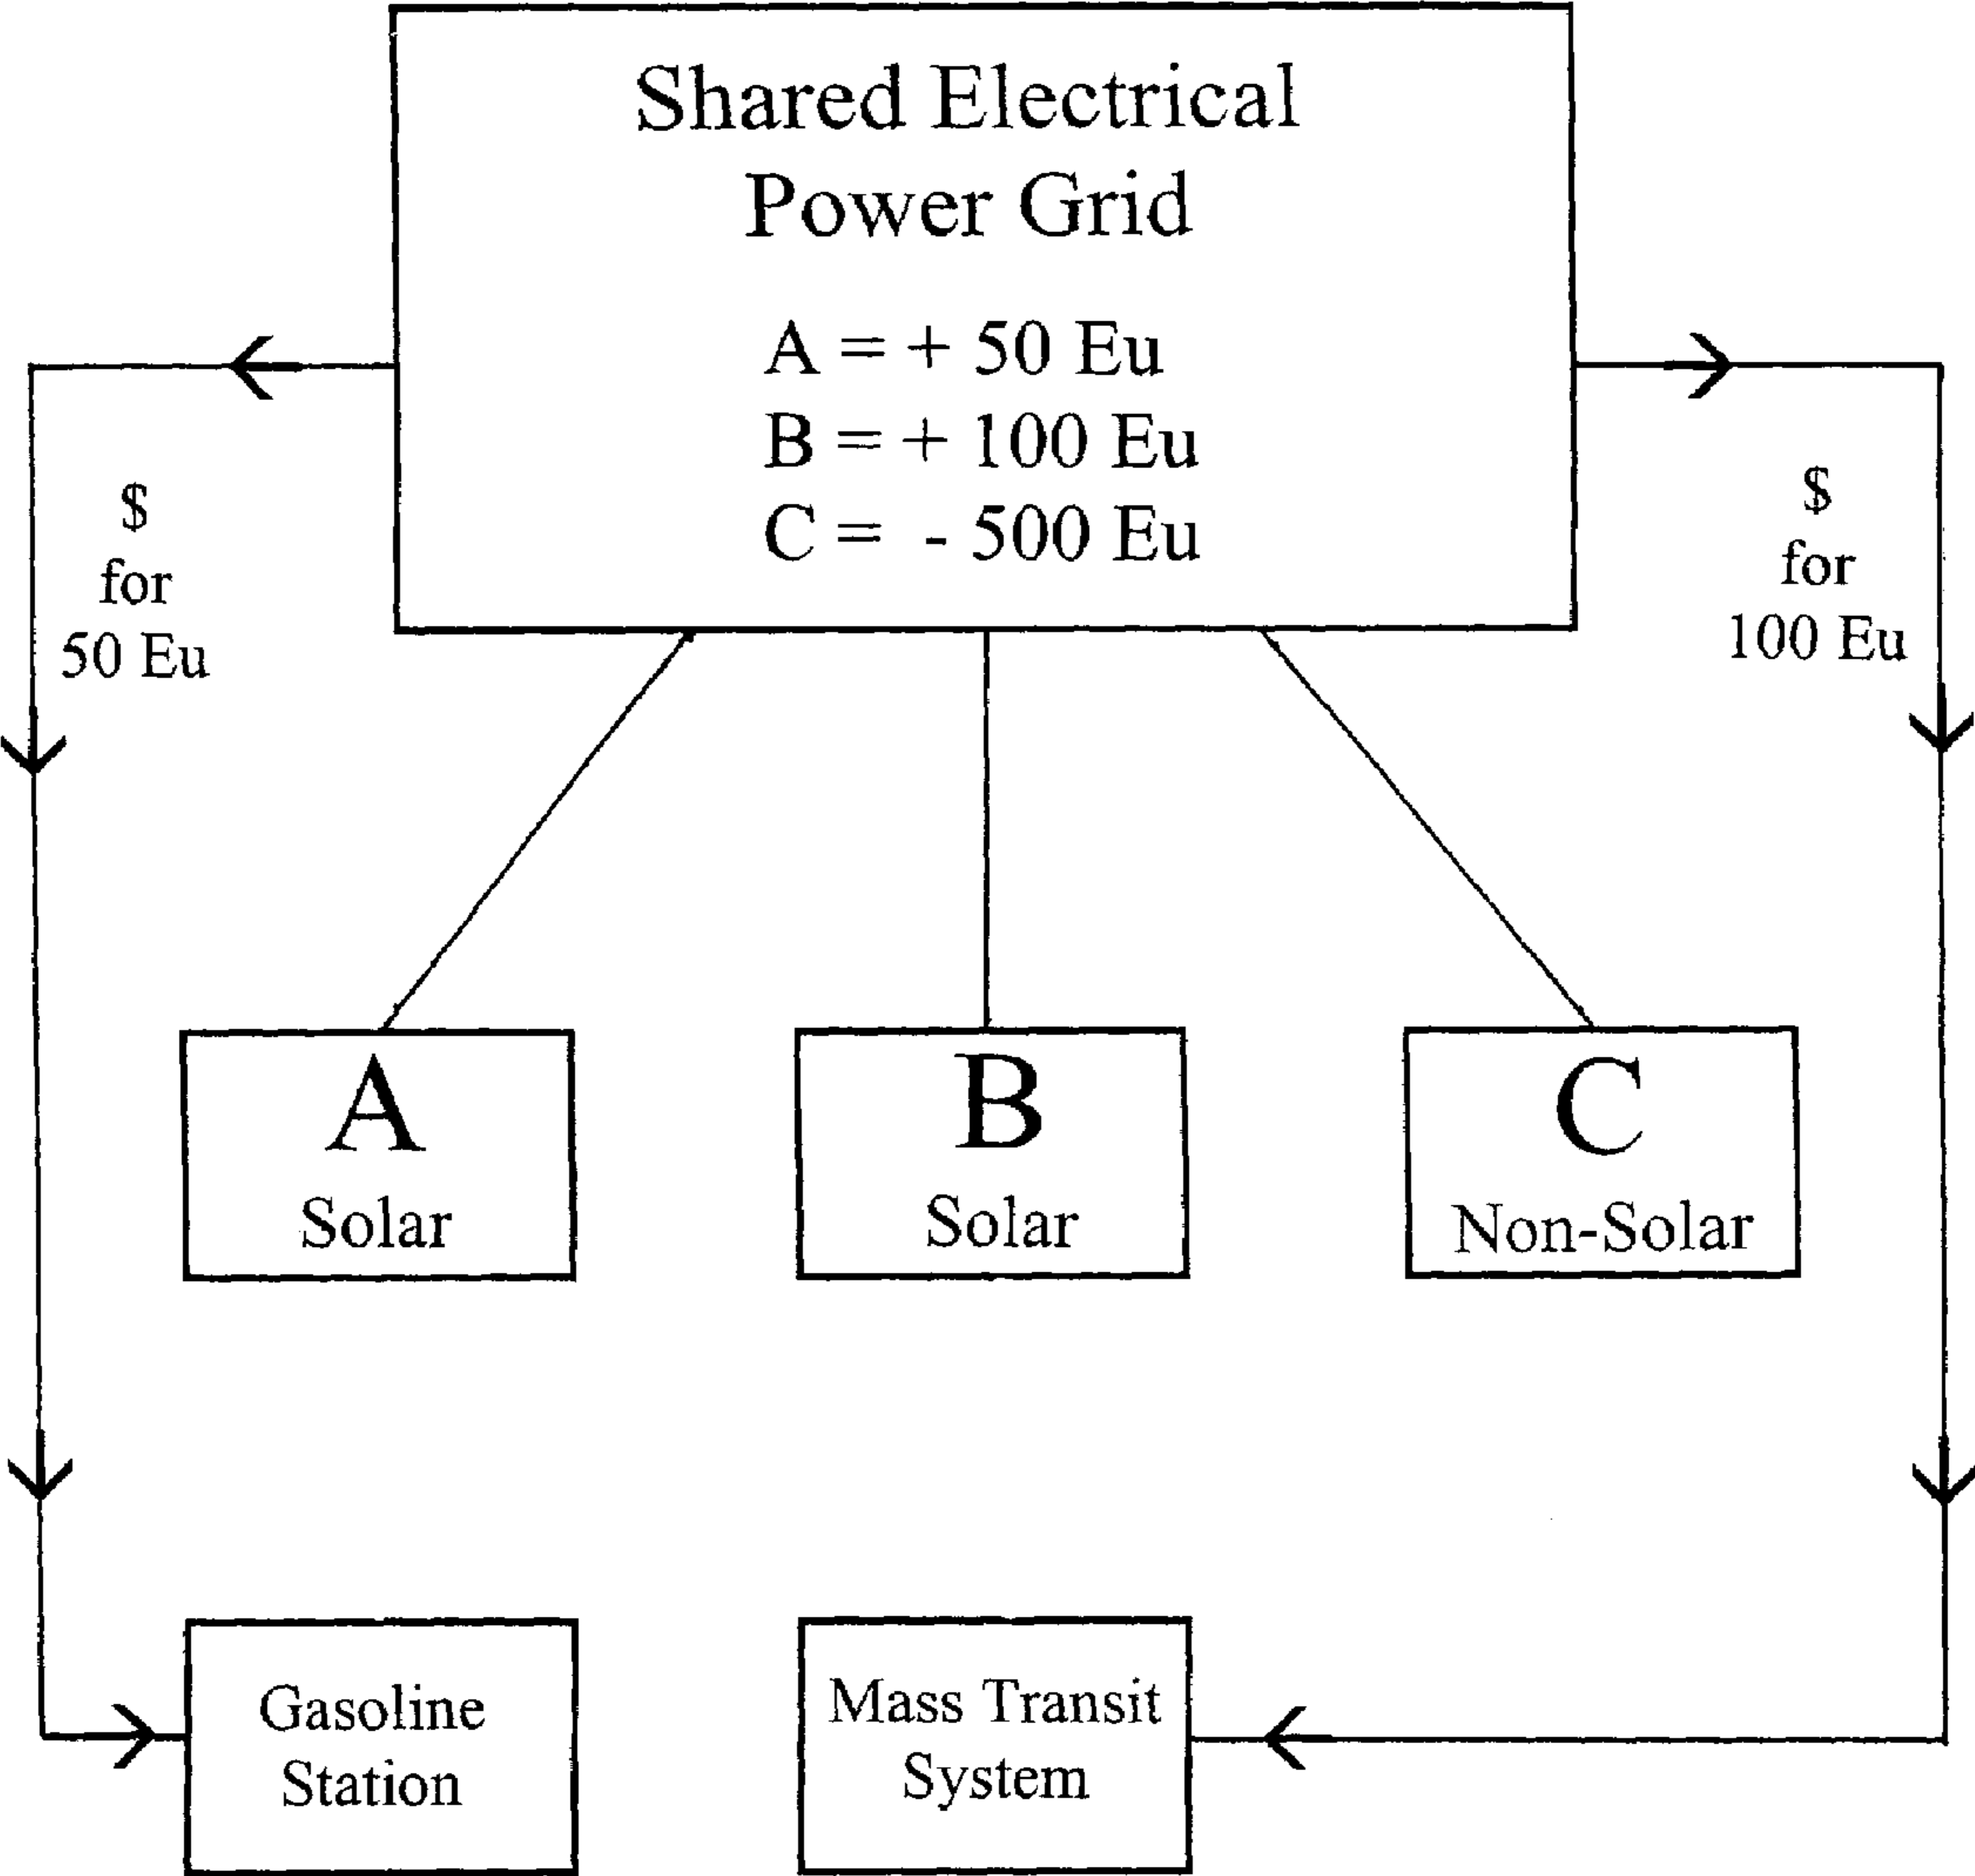 Shared Electrical
Power Grid
A = + 50 Eu
B = + 100 Eu
C = - 500 Eu
$
for
50 Eu
$
for
100 Eu
A
Solar
B
Solar
C
Non-Solar
Gasoline
Station
Mass Transit
System